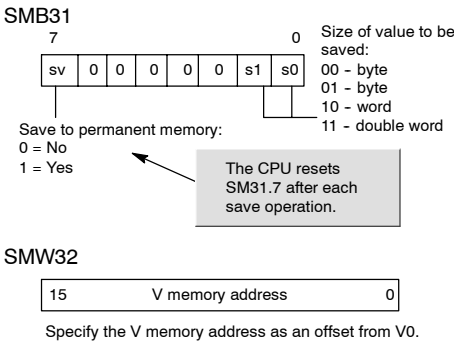 SMB31
7 0
sv 0 0 0 0 0 s1 s0
Size of value to be
saved:
00 - byte
01 - byte
10 - word
11 - double word
Save to permanent memory:
0 = No
1 = Yes
The CPU resets
SM31.7 after each
save operation.
SMW32
15 V memory address 0
Specify the V memory address as an offset from V0.